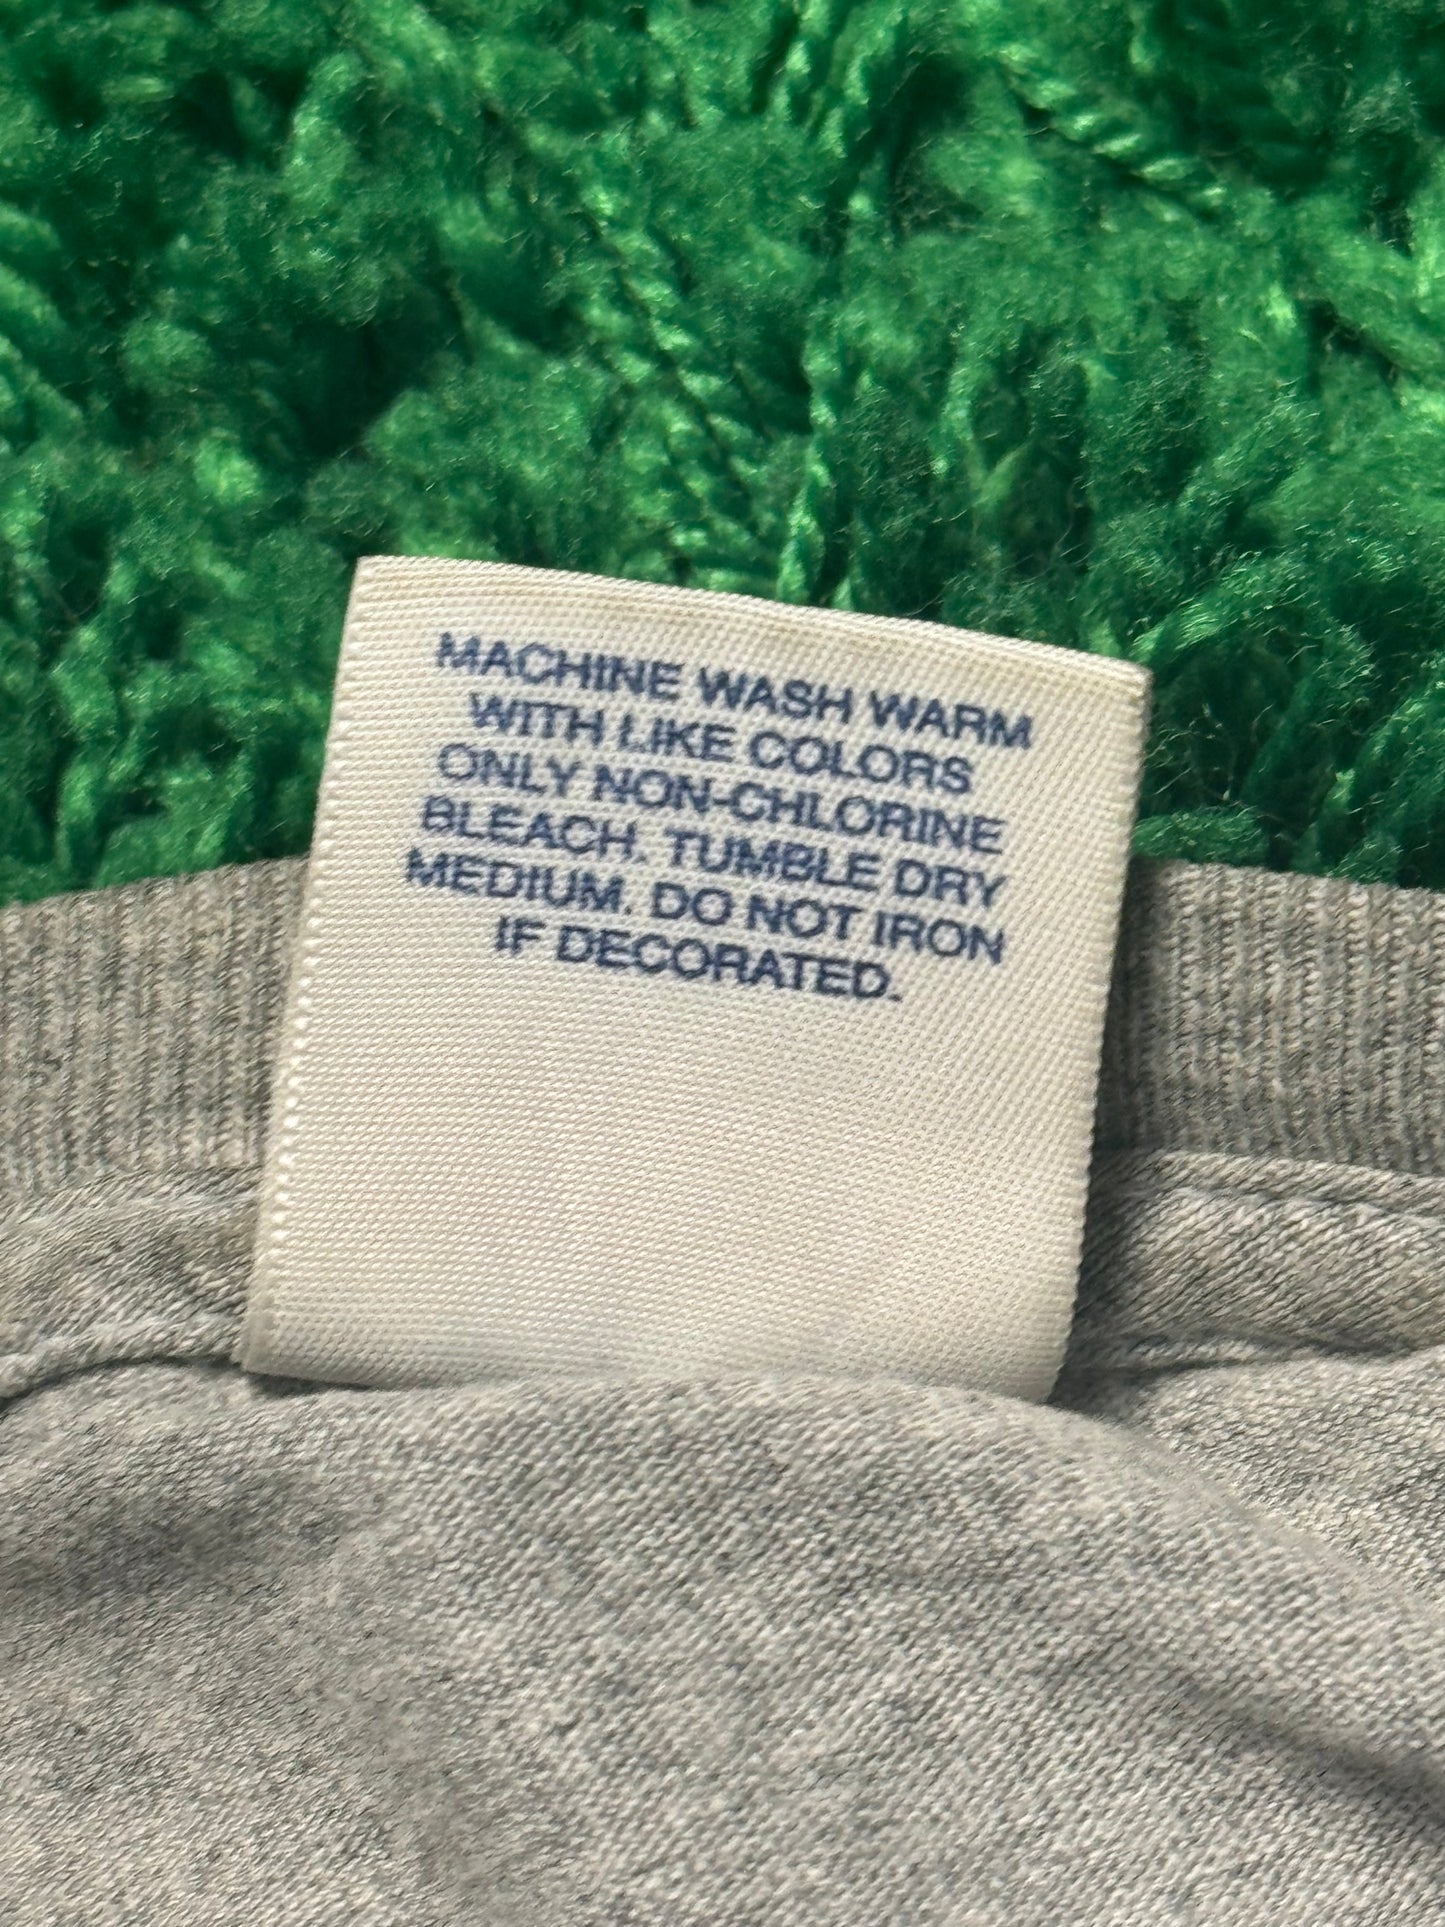 MACHINE WASH WARM
WITH LIKE COLORS
ONLY NON-CHLORINE
BLEACH. TUMBLE DRY
MEDIUM. DO NOT IRON
IF DECORATED.